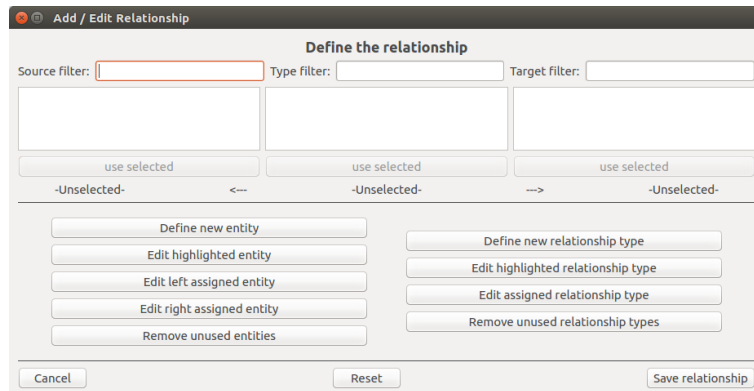 Add / Edit Relationship
Define the relationship
Source filter: Type filter: Target filter:
use selected use selected use selected
-Unselected- <--- -Unselected- ---> -Unselected-
Define new entity
Edit highlighted entity
Edit left assigned entity
Edit right assigned entity
Remove unused entities
Define new relationship type
Edit highlighted relationship type
Edit assigned relationship type
Remove unused relationship types
Cancel Reset Save relationship